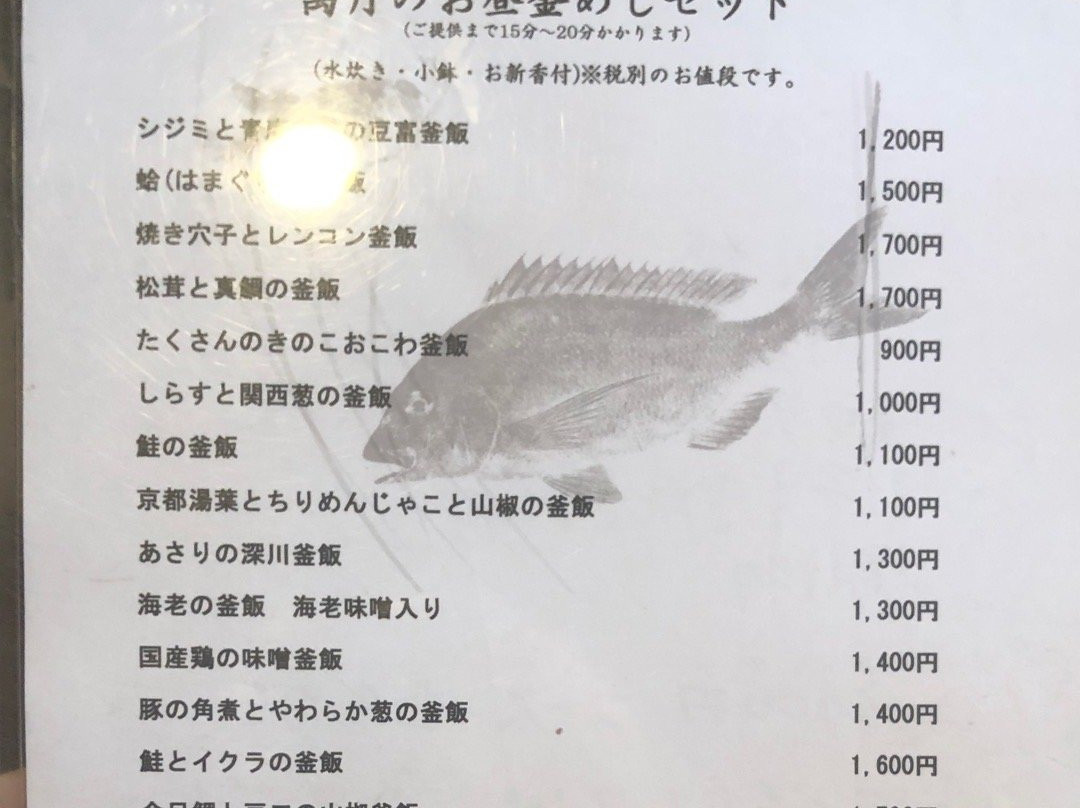 のお昼釜めしセット
(ご提供まで15分～20分かかります)
(水炊き・小鉢・お新香付)※税別のお値段です。
シジミと の豆富釜飯 1,200円
蛤(はまぐ 飯 1,500円
焼き穴子とレンコン釜飯 1,700円
松茸と真鯛の釜飯 1,700円
たくさんのきのこおこわ釜飯 900円
しらすと関西葱の釜飯 1,000円
鮭の釜飯 1,100円
京都湯葉とちりめんじゃこと山椒の釜飯 1,100円
あさりの深川釜飯 1,300円
海老の釜飯　海老味噌入り 1,300円
国産鶏の味噌釜飯 1,400円
豚の角煮とやわらか葱の釜飯 1,400円
鮭とイクラの釜飯 1,600円